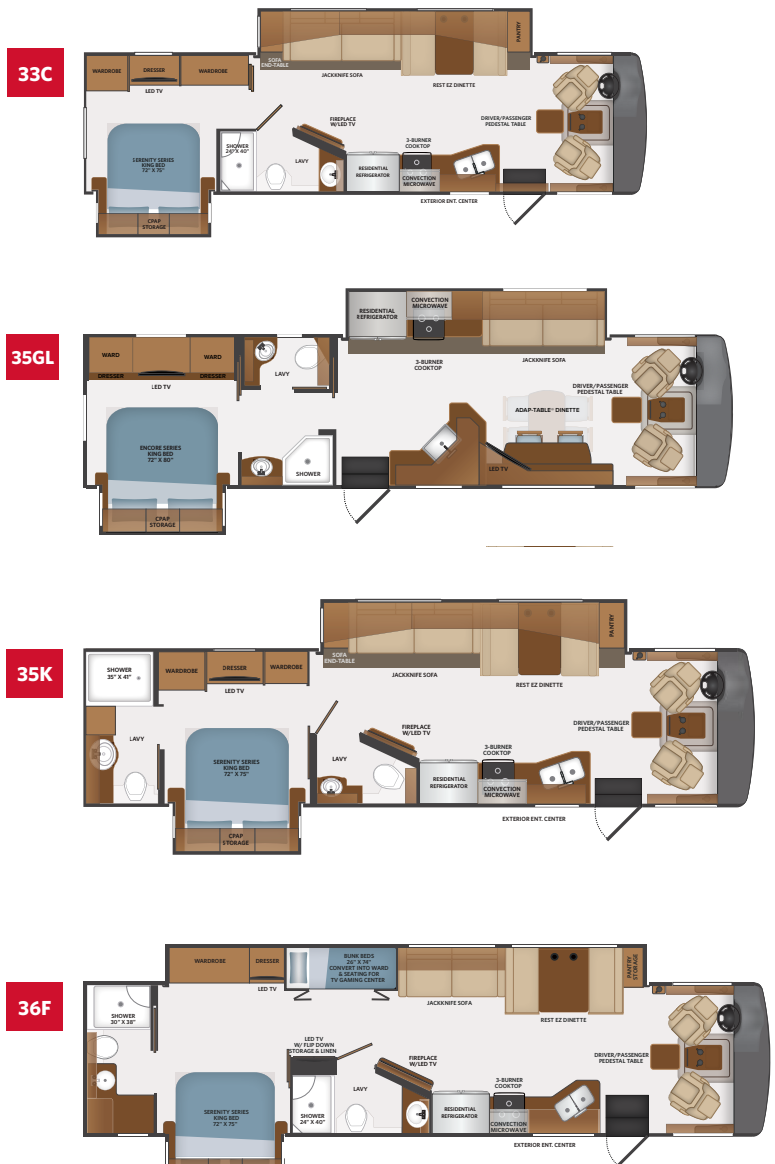 33C
WARDROBE
DRESSER
WARDROBE
LED TV
SOFA
END-TABLE
JACKKNIFE SOFA
REST EZ DINETTE
PANTRY
SERENITY SERIES
KING BED
72" X 75"
CPAP
STORAGE
SHOWER
24" X 40"
LAVY
FIREPLACE
W/LED TV
RESIDENTIAL
REFRIGERATOR
3-BURNER
COOKTOP
CONVECTION
MICROWAVE
DRIVER/PASSENGER
PEDESTAL TABLE
EXTERIOR ENT. CENTER
35GL
WARD
WARD
DRESSER
DRESSER
LED TV
LAVY
RESIDENTIAL
REFRIGERATOR
CONVECTION
MICROWAVE
3-BURNER
COOKTOP
JACKKNIFE SOFA
ENCORE SERIES
KING BED
72" X 80"
CPAP
STORAGE
SHOWER
ADAP-TABLE® DINETTE
LED TV
DRIVER/PASSENGER
PEDESTAL TABLE
35K
SHOWER
35" X 41"
WARDROBE
DRESSER
WARDROBE
LED TV
SOFA
END-TABLE
JACKKNIFE SOFA
REST EZ DINETTE
PANTRY
LAVY
SERENITY SERIES
KING BED
72" X 75"
CPAP
STORAGE
LAVY
FIREPLACE
W/LED TV
RESIDENTIAL
REFRIGERATOR
3-BURNER
COOKTOP
CONVECTION
MICROWAVE
DRIVER/PASSENGER
PEDESTAL TABLE
EXTERIOR ENT. CENTER
36F
SHOWER
30" X 38"
WARDROBE
DRESSER
LED TV
BUNK BEDS
26" X 74"
CONVERT INTO WARD
& SEATING FOR
TV GAMING CENTER
JACKKNIFE SOFA
REST EZ DINETTE
PANTRY
STORAGE
LED TV
W/ FLIP DOWN
STORAGE & LINEN
SERENITY SERIES
KING BED
72" X 75"
SHOWER
24" X 40"
LAVY
FIREPLACE
W/LED TV
RESIDENTIAL
REFRIGERATOR
3-BURNER
COOKTOP
CONVECTION
MICROWAVE
DRIVER/PASSENGER
PEDESTAL TABLE
EXTERIOR ENT. CENTER